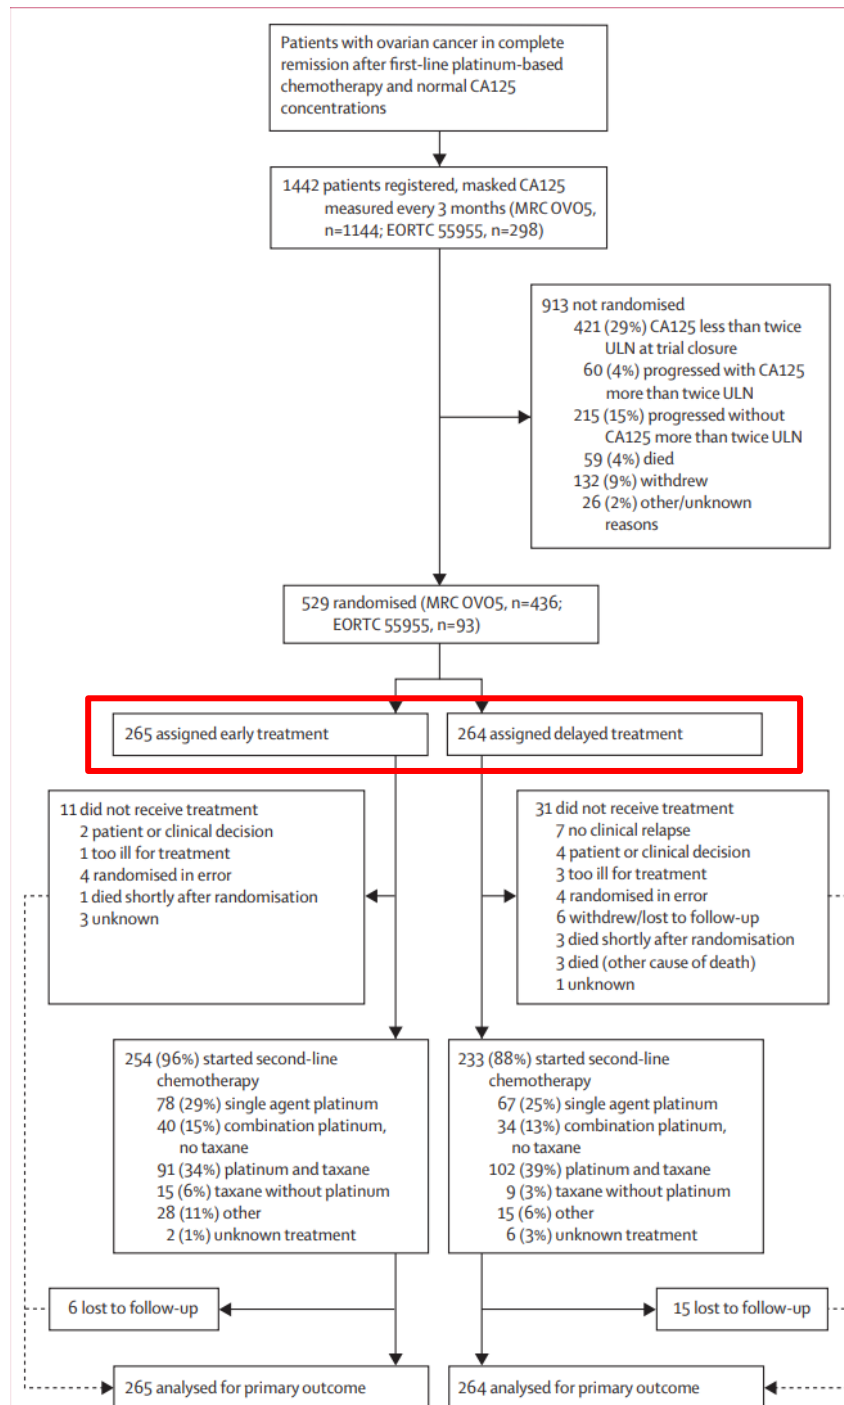 Patients with ovarian cancer in complete
remission after first-line platinum-based
chemotherapy and normal CA125
concentrations
1442 patients registered, masked CA125
measured every 3 months (MRC OVO5,
n=1144; EORTC 55955, n=298)
913 not randomised
421 (29%) CA125 less than twice
ULN at trial closure
60 (4%) progressed with CA125
more than twice ULN
215 (15%) progressed without
CA125 more than twice ULN
59 (4%) died
132 (9%) withdrew
26 (2%) other/unknown
reasons
529 randomised (MRC OVO5, n=436;
EORTC 55955, n=93)
265 assigned early treatment
264 assigned delayed treatment
11 did not receive treatment
2 patient or clinical decision
1 too ill for treatment
4 randomised in error
1 died shortly after randomisation
3 unknown
31 did not receive treatment
7 no clinical relapse
4 patient or clinical decision
3 too ill for treatment
4 randomised in error
6 withdrew/lost to follow-up
3 died shortly after randomisation
3 died (other cause of death)
1 unknown
254 (96%) started second-line
chemotherapy
78 (29%) single agent platinum
40 (15%) combination platinum,
no taxane
91 (34%) platinum and taxane
15 (6%) taxane without platinum
28 (11%) other
2 (1%) unknown treatment
233 (88%) started second-line
chemotherapy
67 (25%) single agent platinum
34 (13%) combination platinum,
no taxane
102 (39%) platinum and taxane
9 (3%) taxane without platinum
15 (6%) other
6 (3%) unknown treatment
6 lost to follow-up
15 lost to follow-up
265 analysed for primary outcome
264 analysed for primary outcome